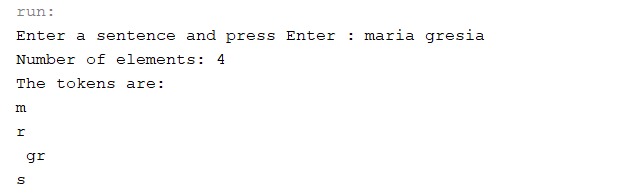 run:
Enter a sentence and press Enter : maria gresia
Number of elements: 4
The tokens are:
m
r
 gr
s